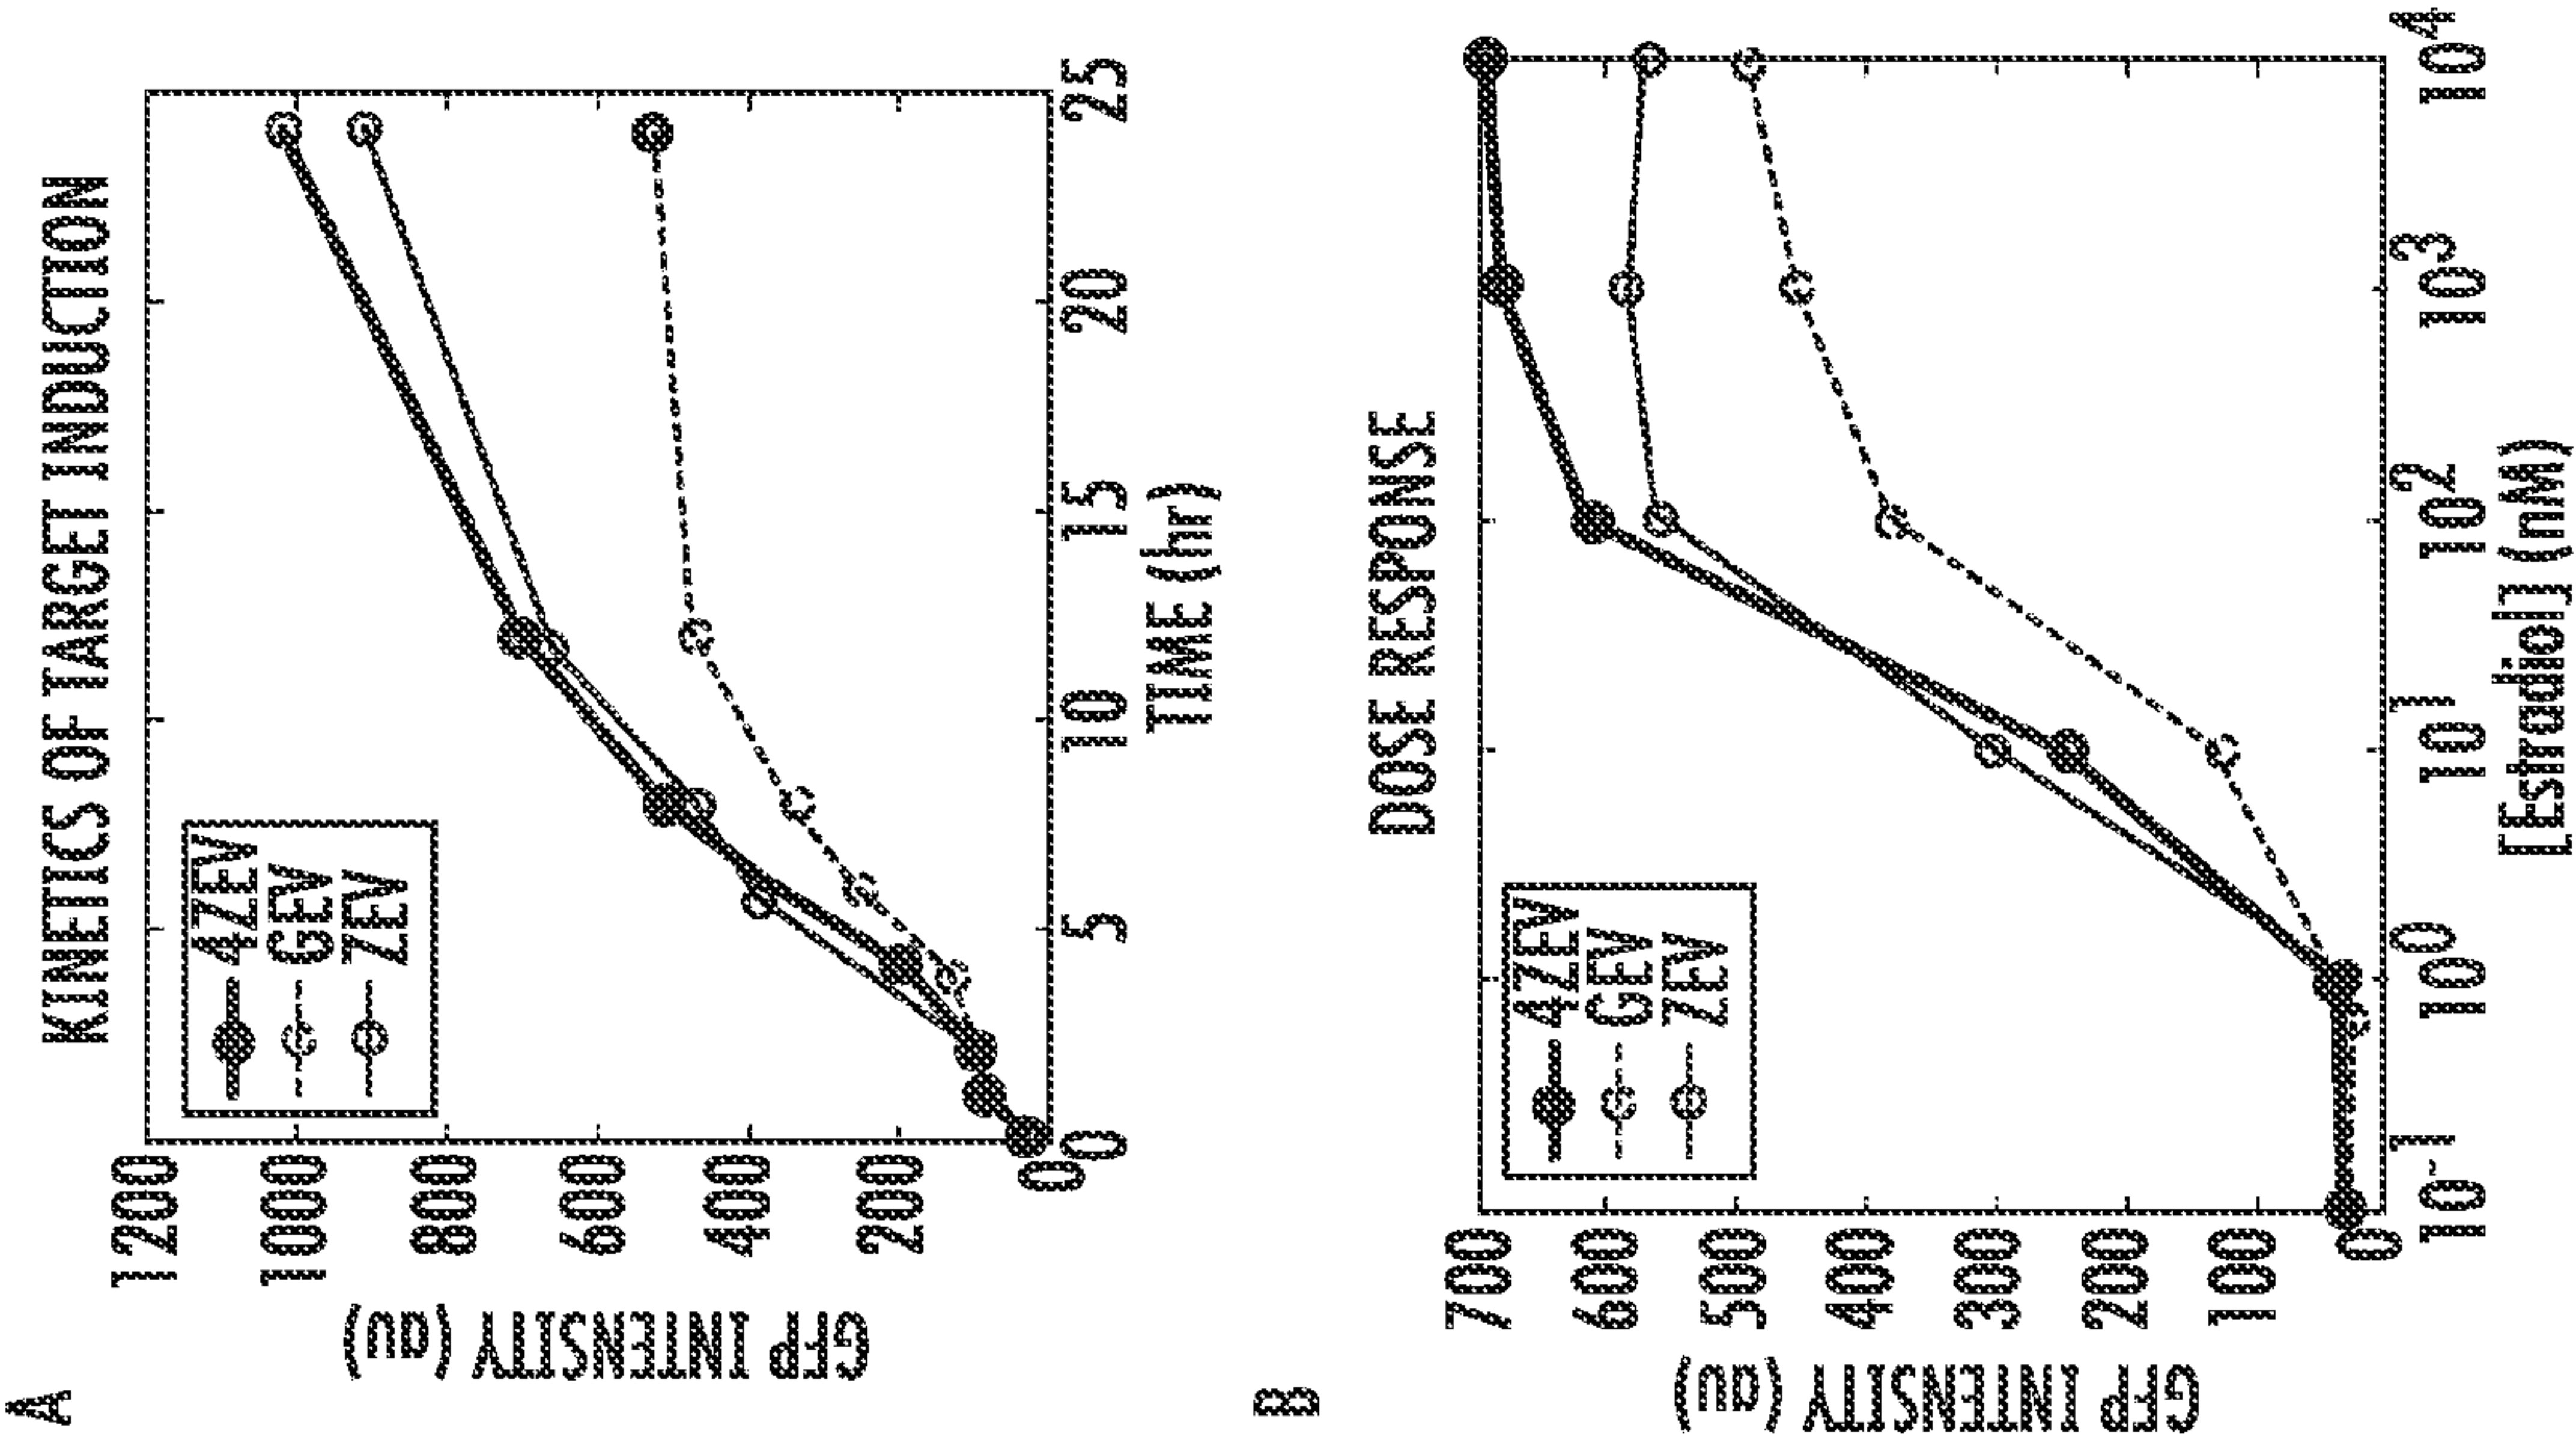 A
KINETICS OF TARGET INDUCTION
4ZEV
GEV
ZEV
GFP INTENSITY (au)
1200
1000
800
600
400
200
0
0 5 10 15 20 25
TIME (hr)
B
DOSE RESPONSE
4ZEV
GEV
ZEV
GFP INTENSITY (au)
700
600
500
400
300
200
100
0
10-1 100 101 102 103 104
[Estradiol] (nM)